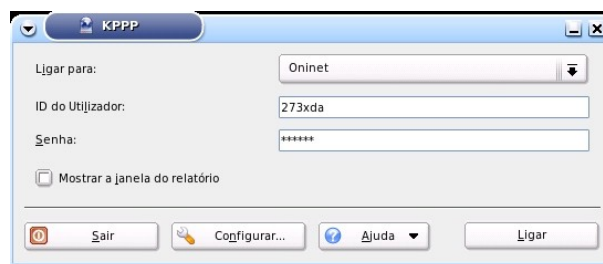 KPPP
Ligar para:
Oninet
ID do Utilizador:
273xda
Senha:
******
Mostrar a janela do relatório
Sair
Configurar...
Ajuda
Ligar